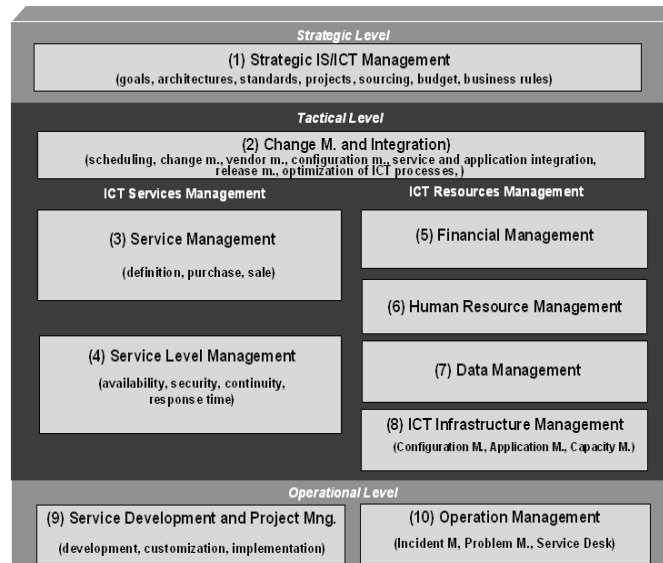 Strategic Level
(1) Strategic IS/ICT Management
(goals, architectures, standards, projects, sourcing, budget, business rules)
Tactical Level
(2) Change M. and Integration)
(scheduling, change m., vendor m., configuration m., service and application integration,
release m., optimization of ICT processes,)
ICT Services Management
(3) Service Management
(definition, purchase, sale)
(4) Service Level Management
(availability, security, continuity,
response time)
ICT Resources Management
(5) Financial Management
(6) Human Resource Management
(7) Data Management
(8) ICT Infrastructure Management
(Configuration M., Application M., Capacity M.)
Operational Level
(9) Service Development and Project Mng.
(development, customization, implementation)
(10) Operation Management
(Incident M, Problem M., Service Desk)